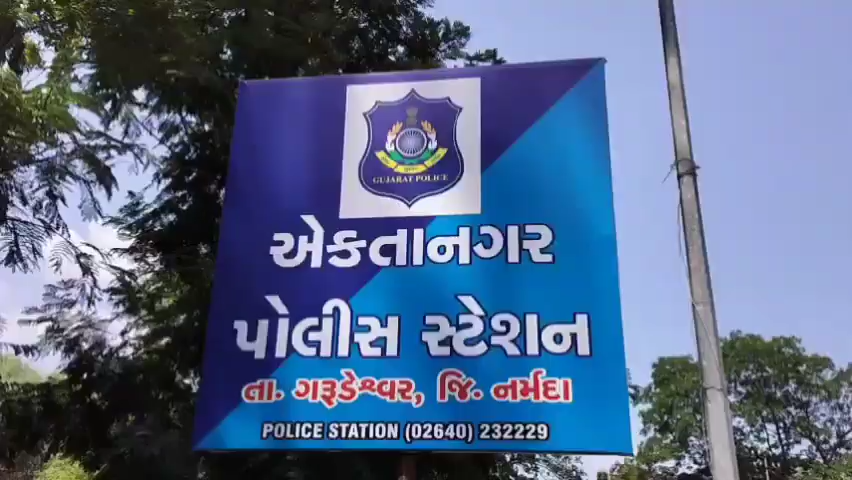 GUJARAT POLICE
એકતાનગર
પોલીસ સ્ટેશન
તા. ગરૂડેશ્વર, જિ. નર્મદા
POLICE STATION (02640) 232229